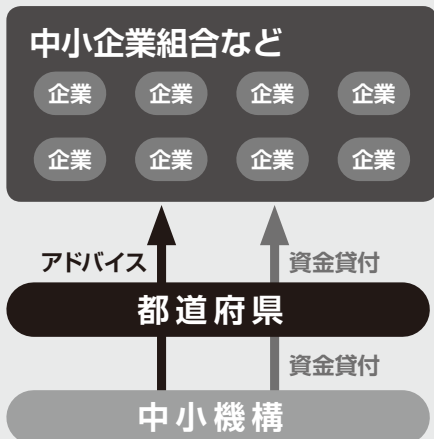 中小企業組合など
企業 企業 企業 企業
企業 企業 企業 企業
アドバイス 資金貸付
都道府県
資金貸付
中小機構